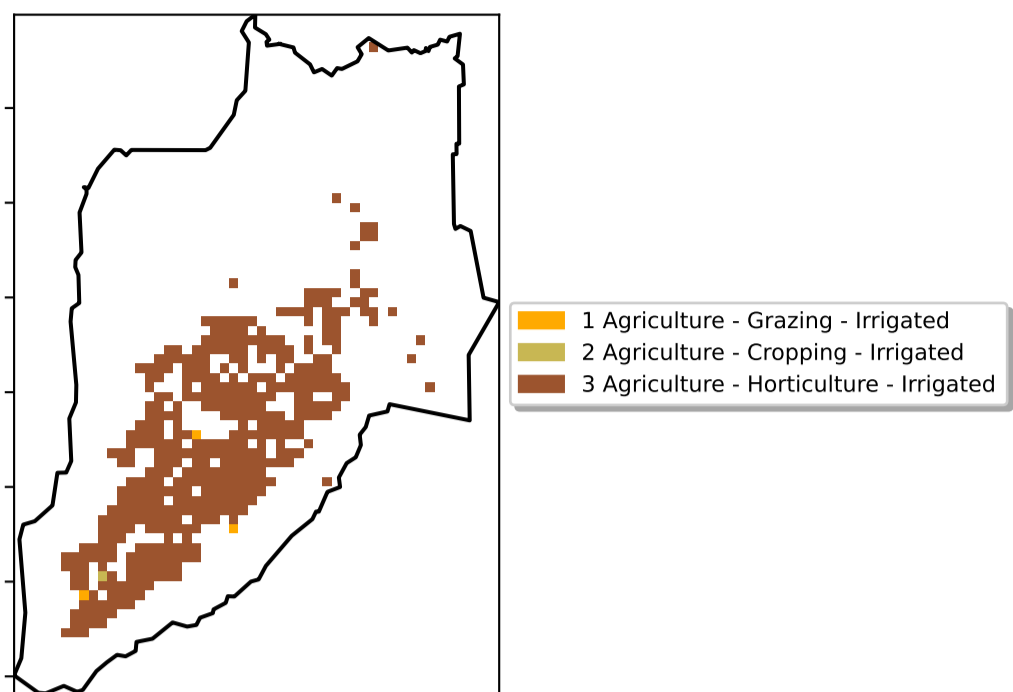 1 Agriculture - Grazing - Irrigated
2 Agriculture - Cropping - Irrigated
3 Agriculture - Horticulture - Irrigated